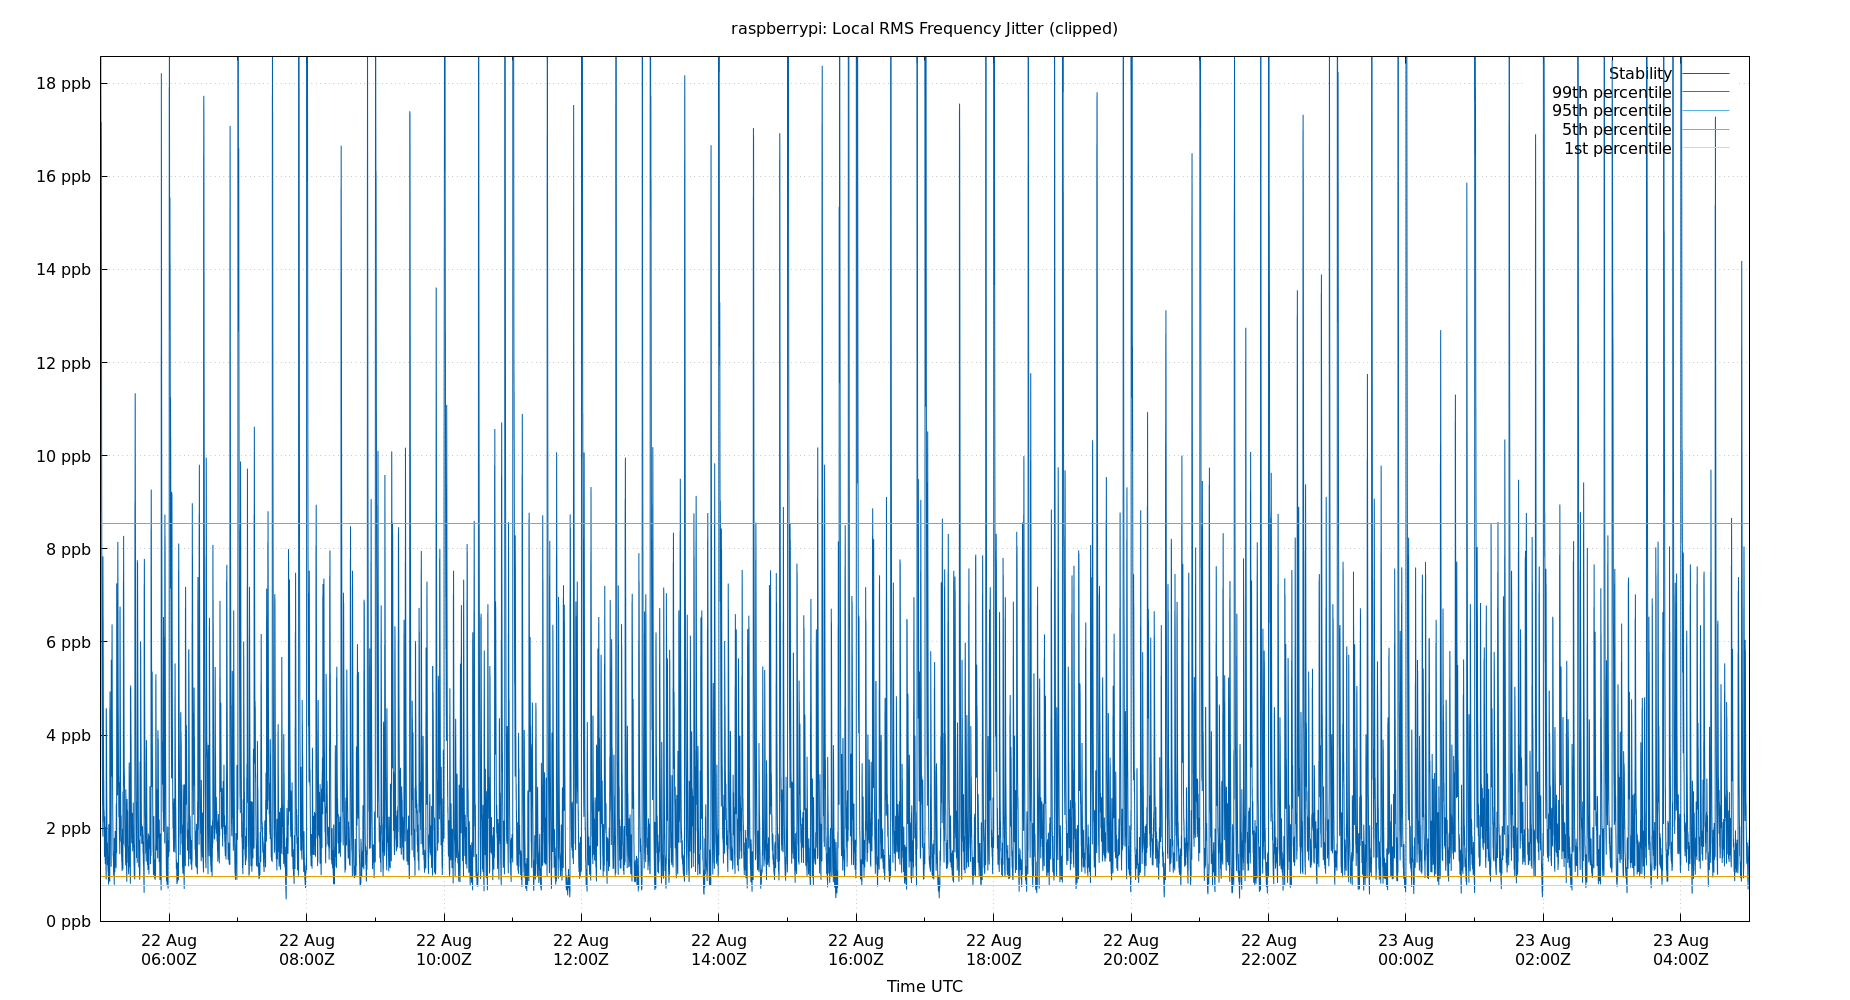 raspberrypi: Local RMS Frequency Jitter (clipped)
18 ppb
16 ppb
14 ppb
12 ppb
10 ppb
8 ppb
6 ppb
4 ppb
2 ppb
0 ppb
Stability
99th percentile
95th percentile
5th percentile
1st percentile
22 Aug 22 Aug 22 Aug 22 Aug 22 Aug 22 Aug 22 Aug 22 Aug 22 Aug 23 Aug 23 Aug 23 Aug
06:00Z 08:00Z 10:00Z 12:00Z 14:00Z 16:00Z 18:00Z 20:00Z 22:00Z 00:00Z 02:00Z 04:00Z
Time UTC